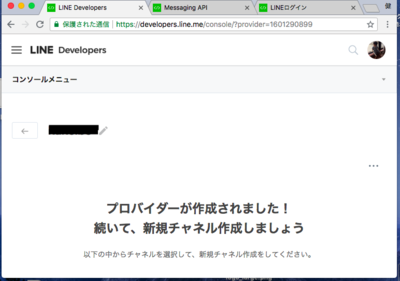 LINE Developers
Messaging API
LINEログイン
健
保護された通信
https://developers.line.me/console/?provider=1601290899
LINE Developers
コンソールメニュー
プロバイダーが作成されました！
続いて、新規チャネル作成しましょう
以下の中からチャネルを選択して、新規チャネル作成をしてください。